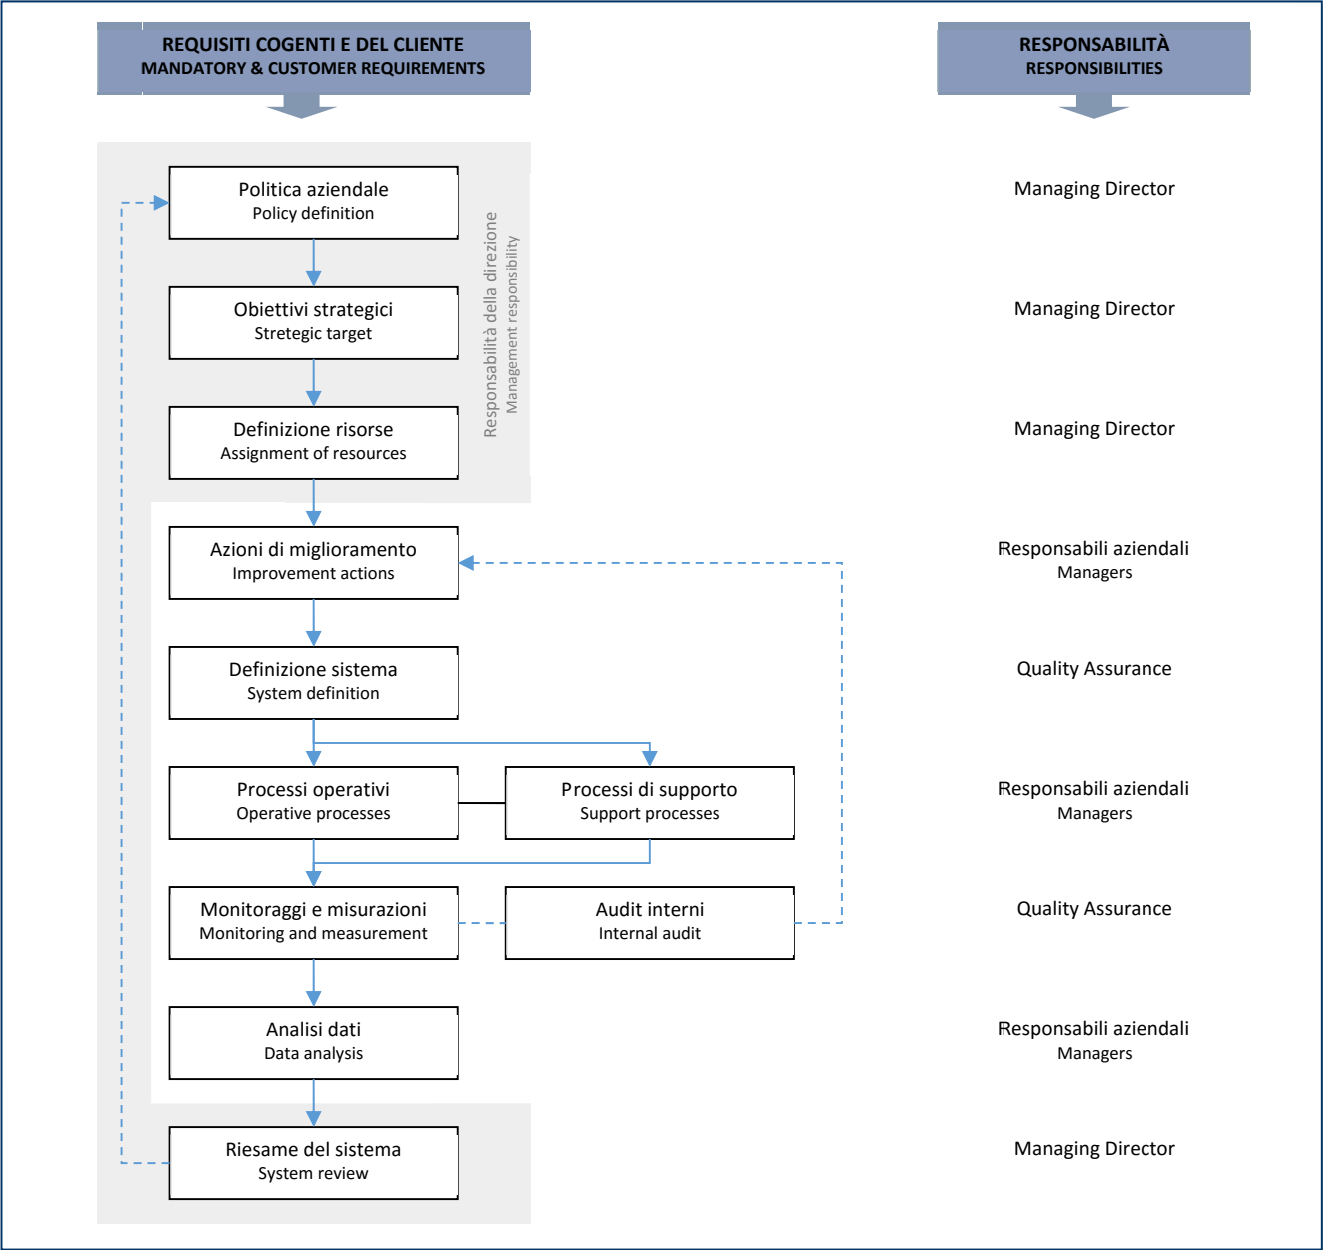 REQUISITI COGENTI E DEL CLIENTE
MANDATORY & CUSTOMER REQUIREMENTS
RESPONSABILITÀ
RESPONSIBILITIES
Politica aziendale
Policy definition
Managing Director
Responsabilità della direzione
Management responsibility
Obiettivi strategici
Stretegic target
Managing Director
Definizione risorse
Assignment of resources
Managing Director
Azioni di miglioramento
Improvement actions
Responsabili aziendali
Managers
Definizione sistema
System definition
Quality Assurance
Processi operativi
Operative processes
Processi di supporto
Support processes
Responsabili aziendali
Managers
Monitoraggi e misurazioni
Monitoring and measurement
Audit interni
Internal audit
Quality Assurance
Analisi dati
Data analysis
Responsabili aziendali
Managers
Riesame del sistema
System review
Managing Director